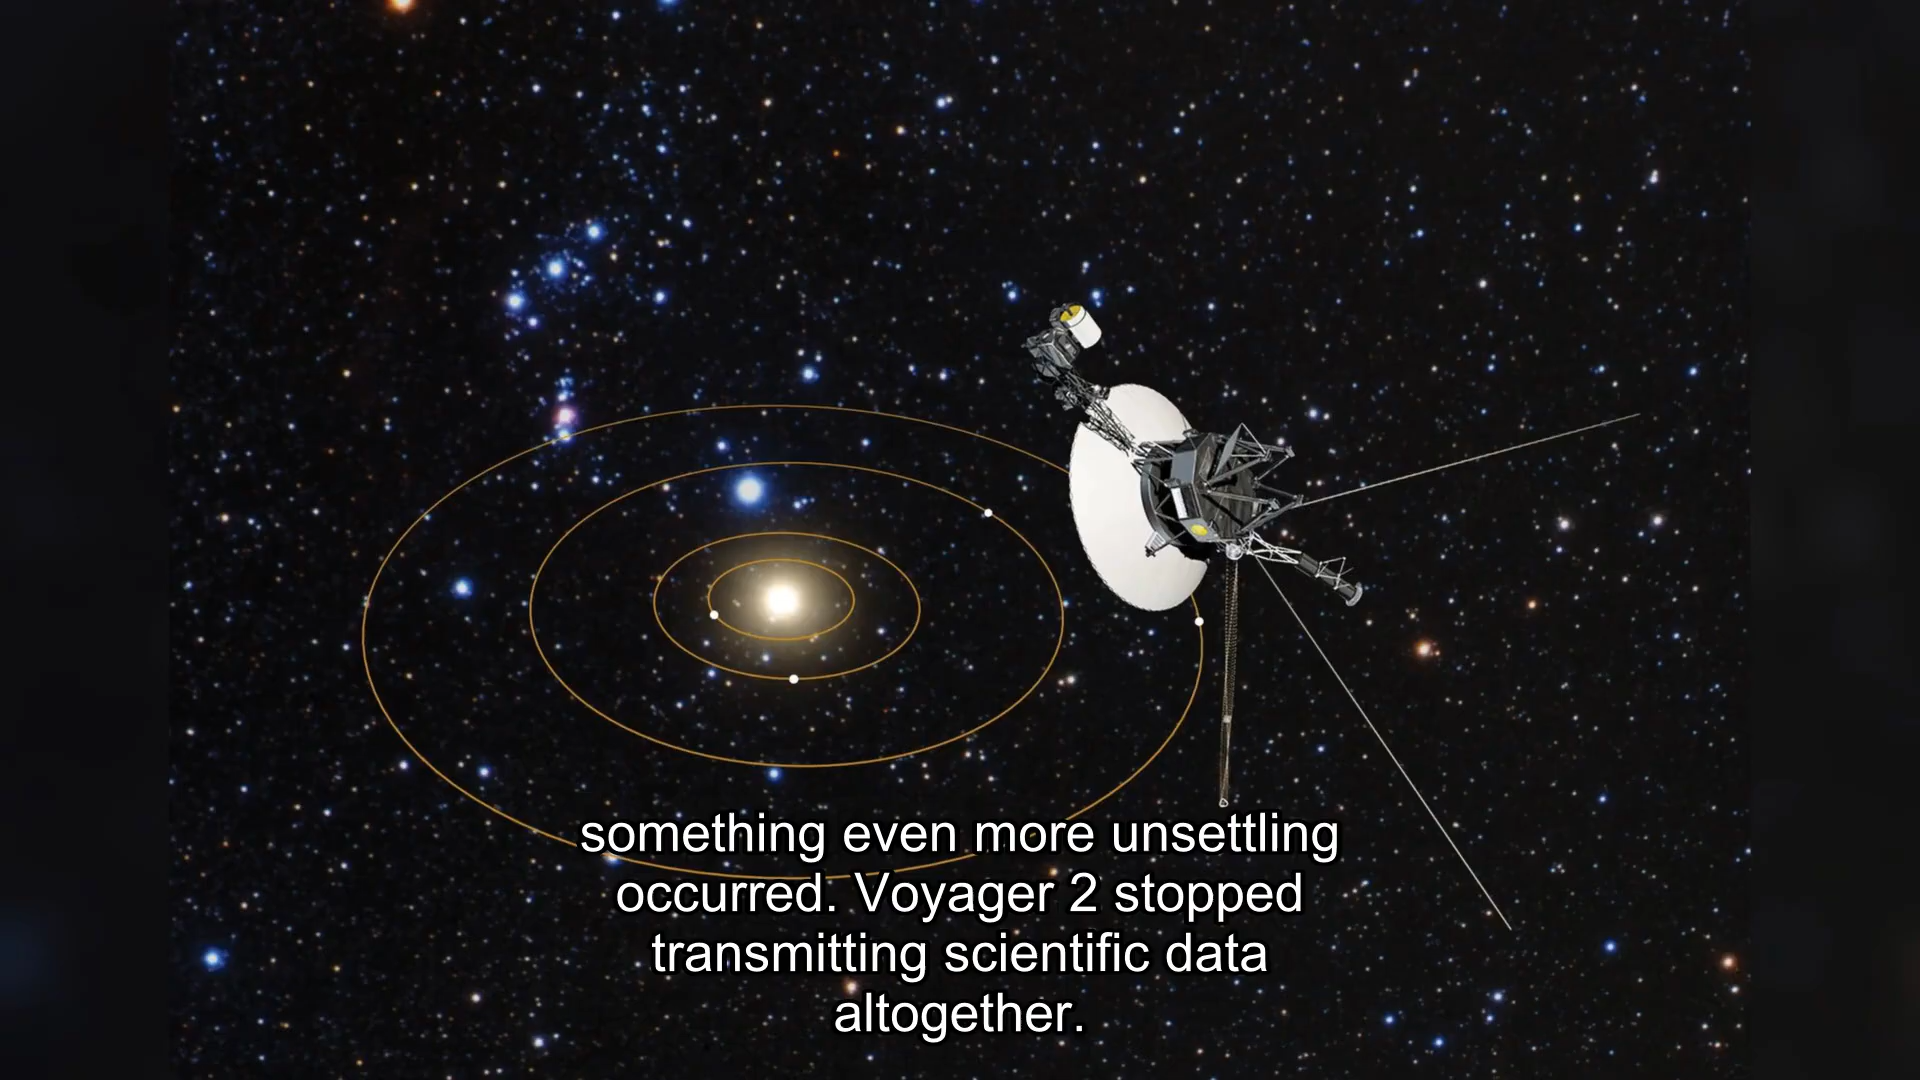 something even more unsettling
occurred. Voyager 2 stopped
transmitting scientific data
altogether.